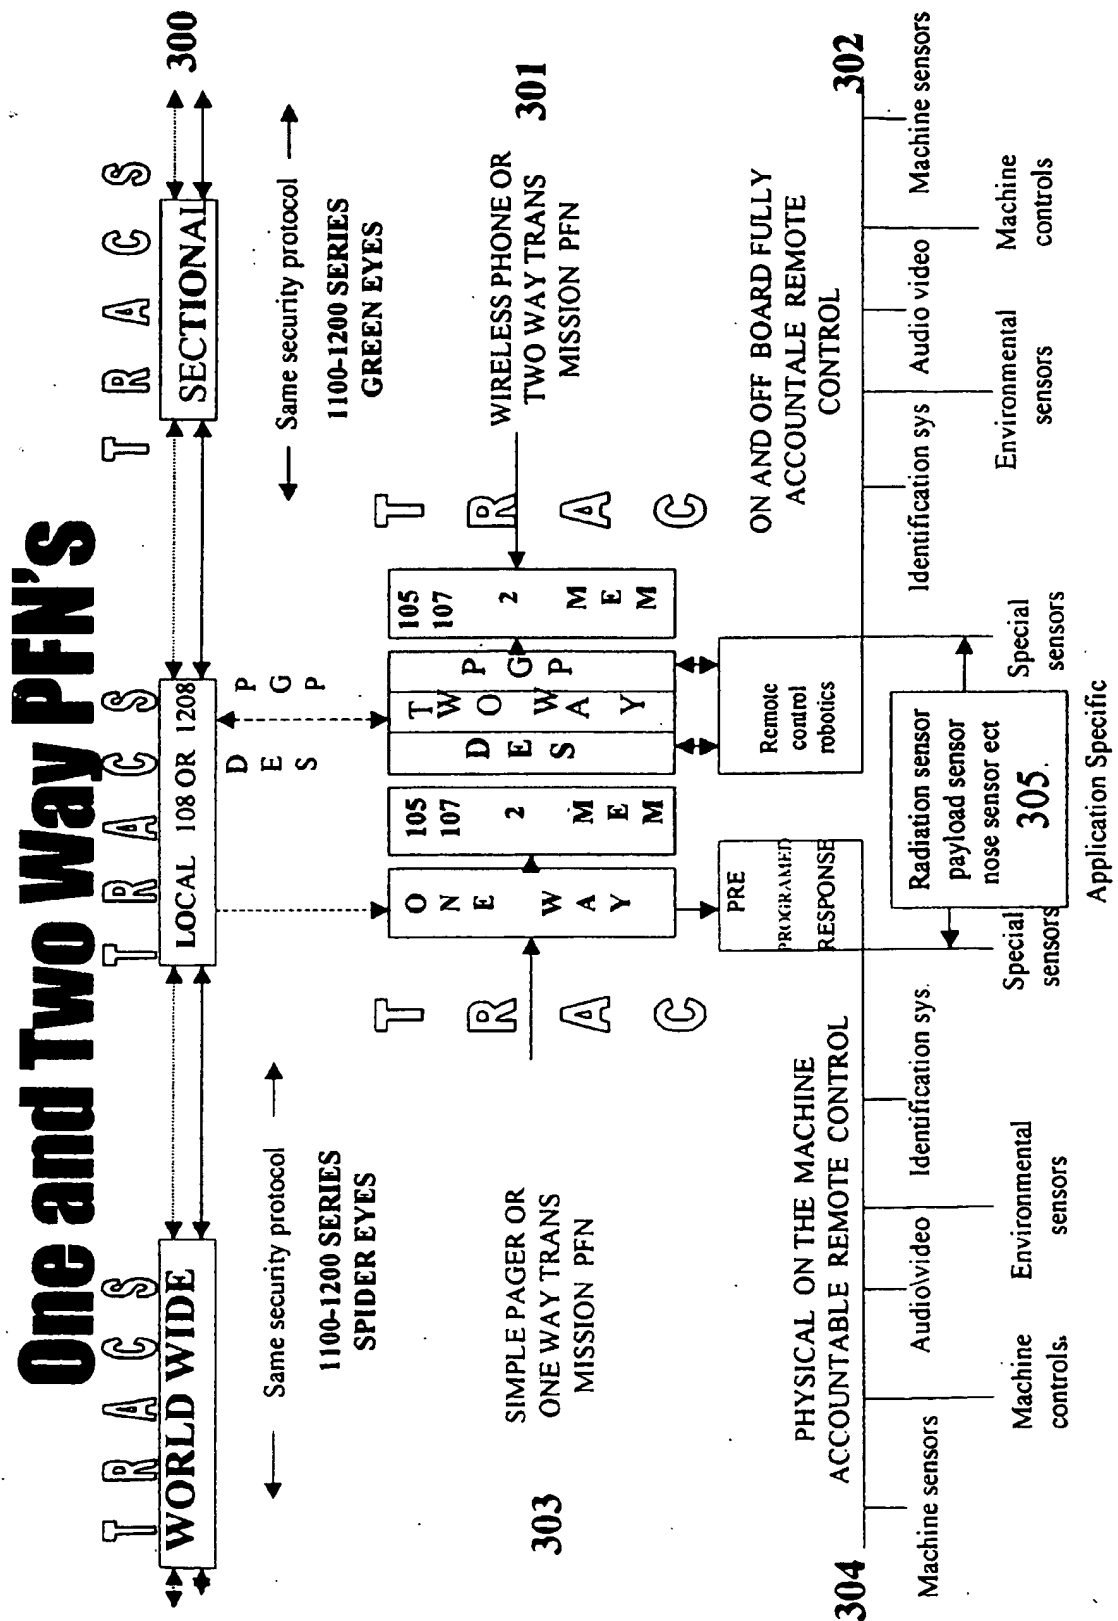 One and Two Way PFN's
T R A C S
T R A C S
T R A C S
300
WORLD WIDE
LOCAL 108 OR 1208
SECTIONAL
Same security protocol
1100-1200 SERIES
SPIDER EYES
DES
PGP
Same security protocol
1100-1200 SERIES
GREEN EYES
303
SIMPLE PAGER OR
ONE WAY TRANS
MISSION PFN
T R A C
ONE WAY
105
107
2
MEM
DES
TWO WAY
PGP
105
107
2
MEM
T R A C
WIRELESS PHONE OR
TWO WAY TRANS
MISSION PFN
301
PRE
PROGRAMED
RESPONSE
Remote
control
robotics
PHYSICAL ON THE MACHINE
ACCOUNTABLE REMOTE CONTROL
ON AND OFF BOARD FULLY
ACCOUNTALE REMOTE
CONTROL
304
302
Machine sensors
Machine
controls.
Audio\video
Environmental
sensors
Identification sys.
Special
sensors
Radiation sensor
payload sensor
nose sensor ect
305.
Special
sensors
Identification sys
Environmental
sensors
Audio video
Machine
controls
Machine sensors
Application Specific